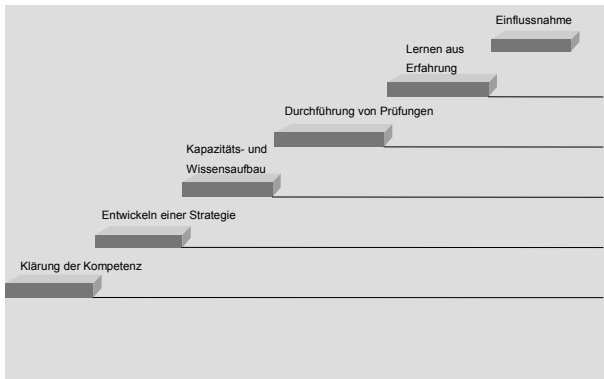 Einflussnahme
Lernen aus
Erfahrung
Durchführung von Prüfungen
Kapazitäts- und
Wissensaufbau
Entwickeln einer Strategie
Klärung der Kompetenz